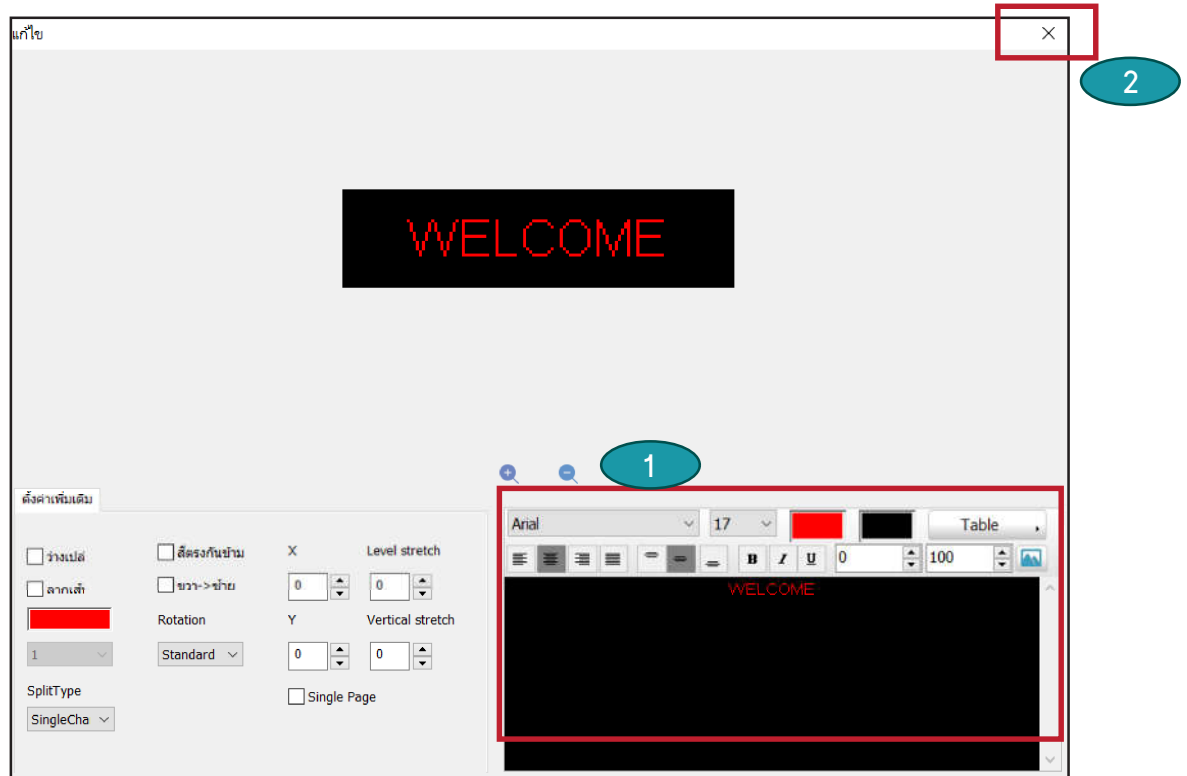 แก้ไข
2
WELCOME
1
ตั้งค่าเพิ่มเติม
Arial 17 Table
ว่างเปล่
สีตรงกันข้าม
X
Level stretch
B I U 0 100
ลากเส้
ขวา->ซ้าย
0 0
WELCOME
Rotation
Y
Vertical stretch
1
Standard
0 0
SplitType
Single Page
SingleCha